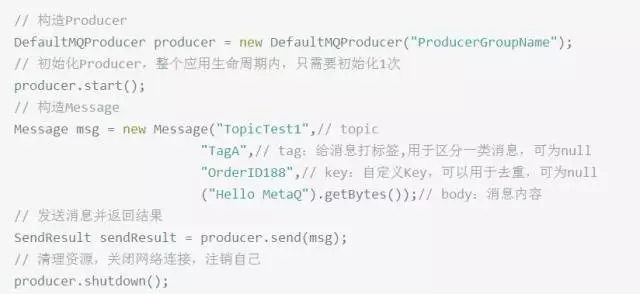 // 构造Producer
DefaultMQProducer producer = new DefaultMQProducer("ProducerGroupName");
// 初始化Producer，整个应用生命周期内，只需要初始化1次
producer.start();
// 构造Message
Message msg = new Message("TopicTest1",// topic
"TagA",// tag：给消息打标签,用于区分一类消息，可为null
"OrderID188",// key：自定义Key，可以用于去重，可为null
("Hello MetaQ").getBytes());// body：消息内容
// 发送消息并返回结果
SendResult sendResult = producer.send(msg);
// 清理资源，关闭网络连接，注销自己
producer.shutdown();